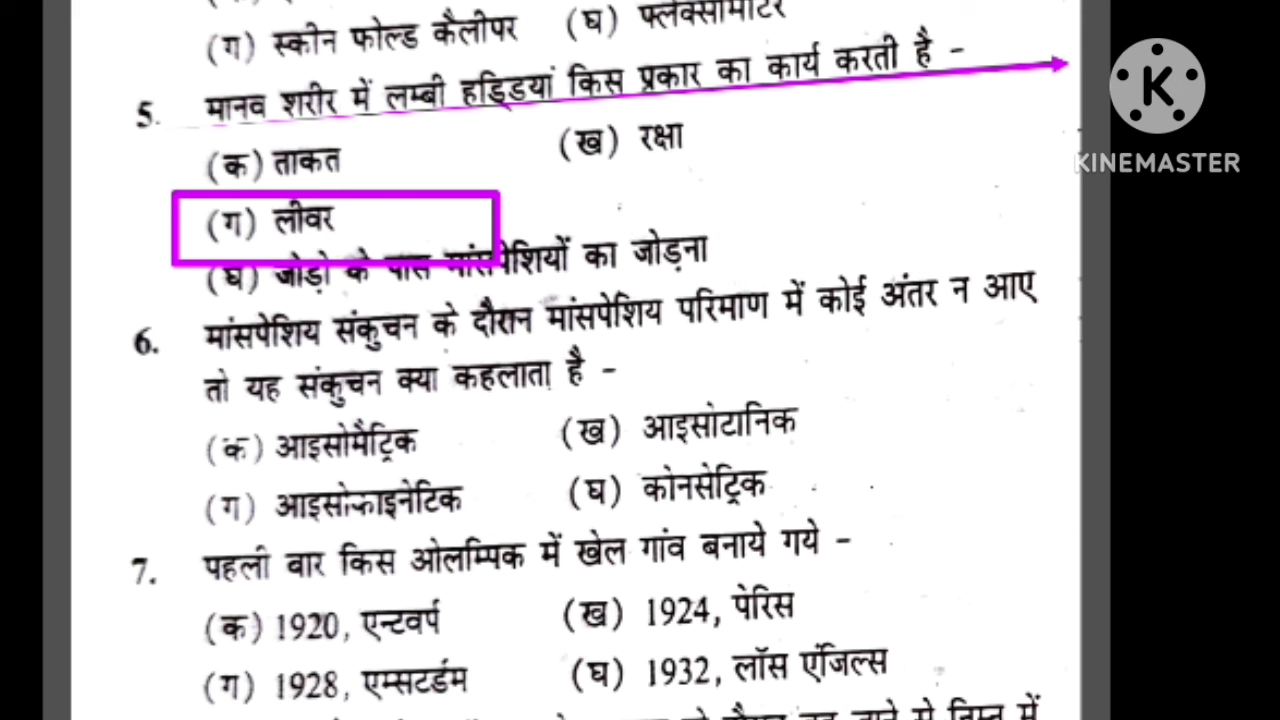 (ग) स्कीन फोल्ड कैलीपर (घ) फ्लेक्सोमीटर
5. मानव शरीर में लम्बी हड्डियां किस प्रकार का कार्य करती है -
(क) ताकत (ख) रक्षा
(ग) लीवर
(घ) जोड़ो के पास मांसपेशियों का जोड़ना
6. मांसपेशिय संकुचन के दौरान मांसपेशिय परिमाण में कोई अंतर न आए
तो यह संकुचन क्या कहलाता है -
(क) आइसोमैट्रिक (ख) आइसोटानिक
(ग) आइसोकाइनेटिक (घ) कोनसेट्रिक
7. पहली बार किस ओलम्पिक में खेल गांव बनाये गये -
(क) 1920, एन्टवर्प (ख) 1924, पेरिस
(ग) 1928, एम्सटर्डम (घ) 1932, लॉस एंजिल्स
K
KINEMASTER